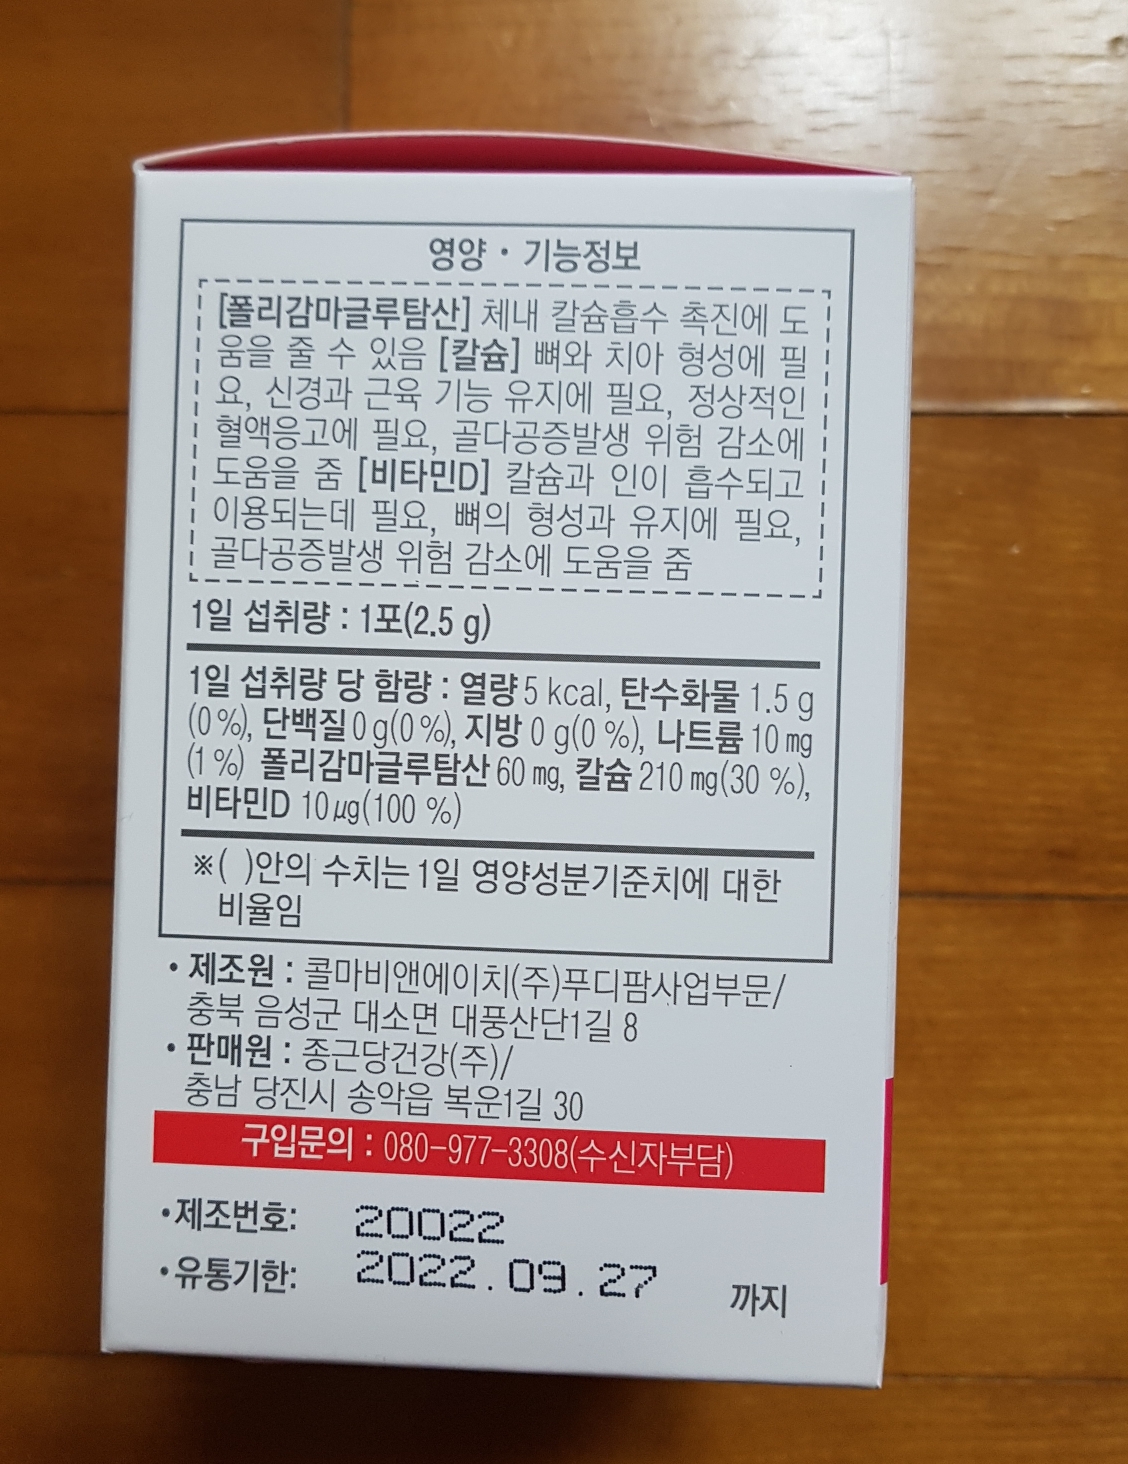 영양 · 기능정보
[폴리감마글루탐산] 체내 칼슘흡수 촉진에 도
움을 줄 수 있음 [칼슘] 뼈와 치아 형성에 필
요, 신경과 근육 기능 유지에 필요, 정상적인
혈액응고에 필요, 골다공증발생 위험 감소에
도움을 줌 [비타민D] 칼슘과 인이 흡수되고
이용되는데 필요, 뼈의 형성과 유지에 필요,
골다공증발생 위험 감소에 도움을 줌
1일 섭취량 : 1포(2.5 g)
1일 섭취량 당 함량 : 열량 5 kcal, 탄수화물 1.5 g
(0 %), 단백질 0 g(0 %), 지방 0 g(0 %), 나트륨 10 mg
(1 %) 폴리감마글루탐산 60 mg, 칼슘 210 mg(30 %),
비타민D 10 μg(100 %)
※( )안의 수치는 1일 영양성분기준치에 대한
비율임
• 제조원 : 콜마비앤에이치(주)푸디팜사업부문/
충북 음성군 대소면 대풍산단1길 8
• 판매원 : 종근당건강(주)/
충남 당진시 송악읍 복운1길 30
구입문의 : 080-977-3308(수신자부담)
• 제조번호: 20022
• 유통기한: 2022.09.27 까지